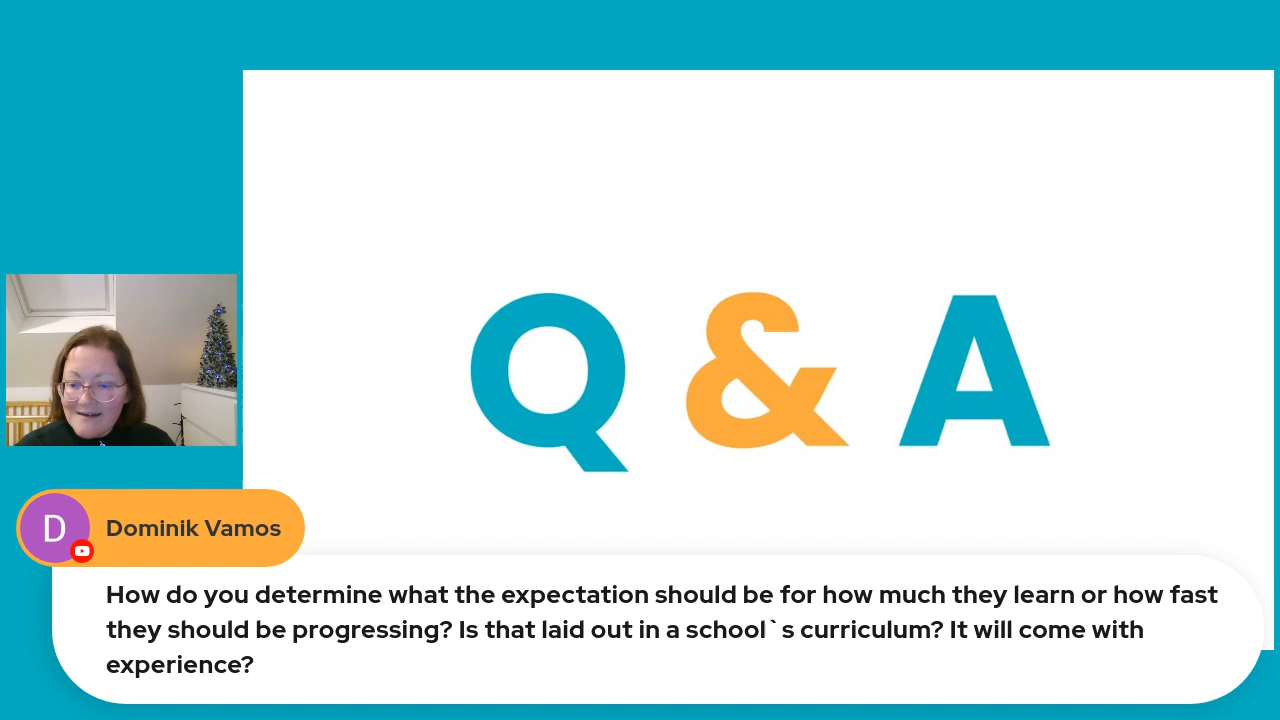 Q & A
D
Dominik Vamos
How do you determine what the expectation should be for how much they learn or how fast
they should be progressing? Is that laid out in a school`s curriculum? It will come with
experience?